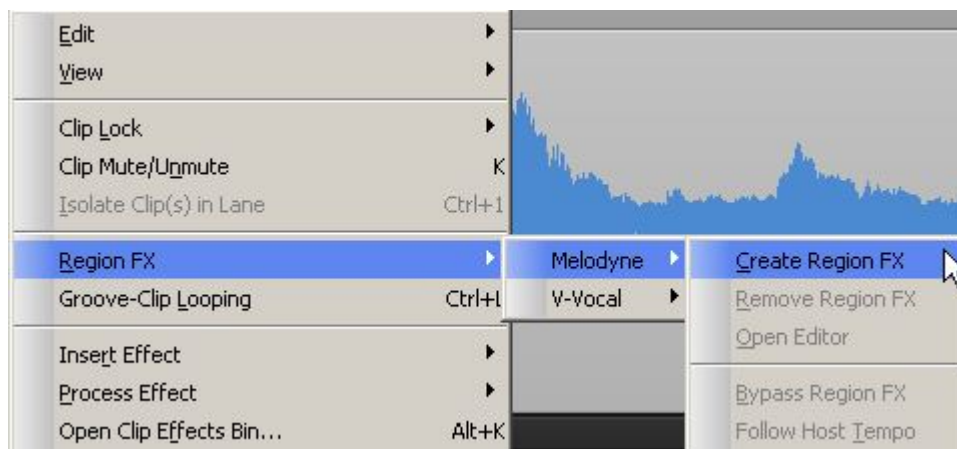 Edit
View
Clip Lock
Clip Mute/Unmute K
Isolate Clip(s) in Lane Ctrl+1
Region FX
Groove-Clip Looping Ctrl+L
Insert Effect
Process Effect
Open Clip Effects Bin... Alt+K
Melodyne
V-Vocal
Create Region FX
Remove Region FX
Open Editor
Bypass Region FX
Follow Host Tempo